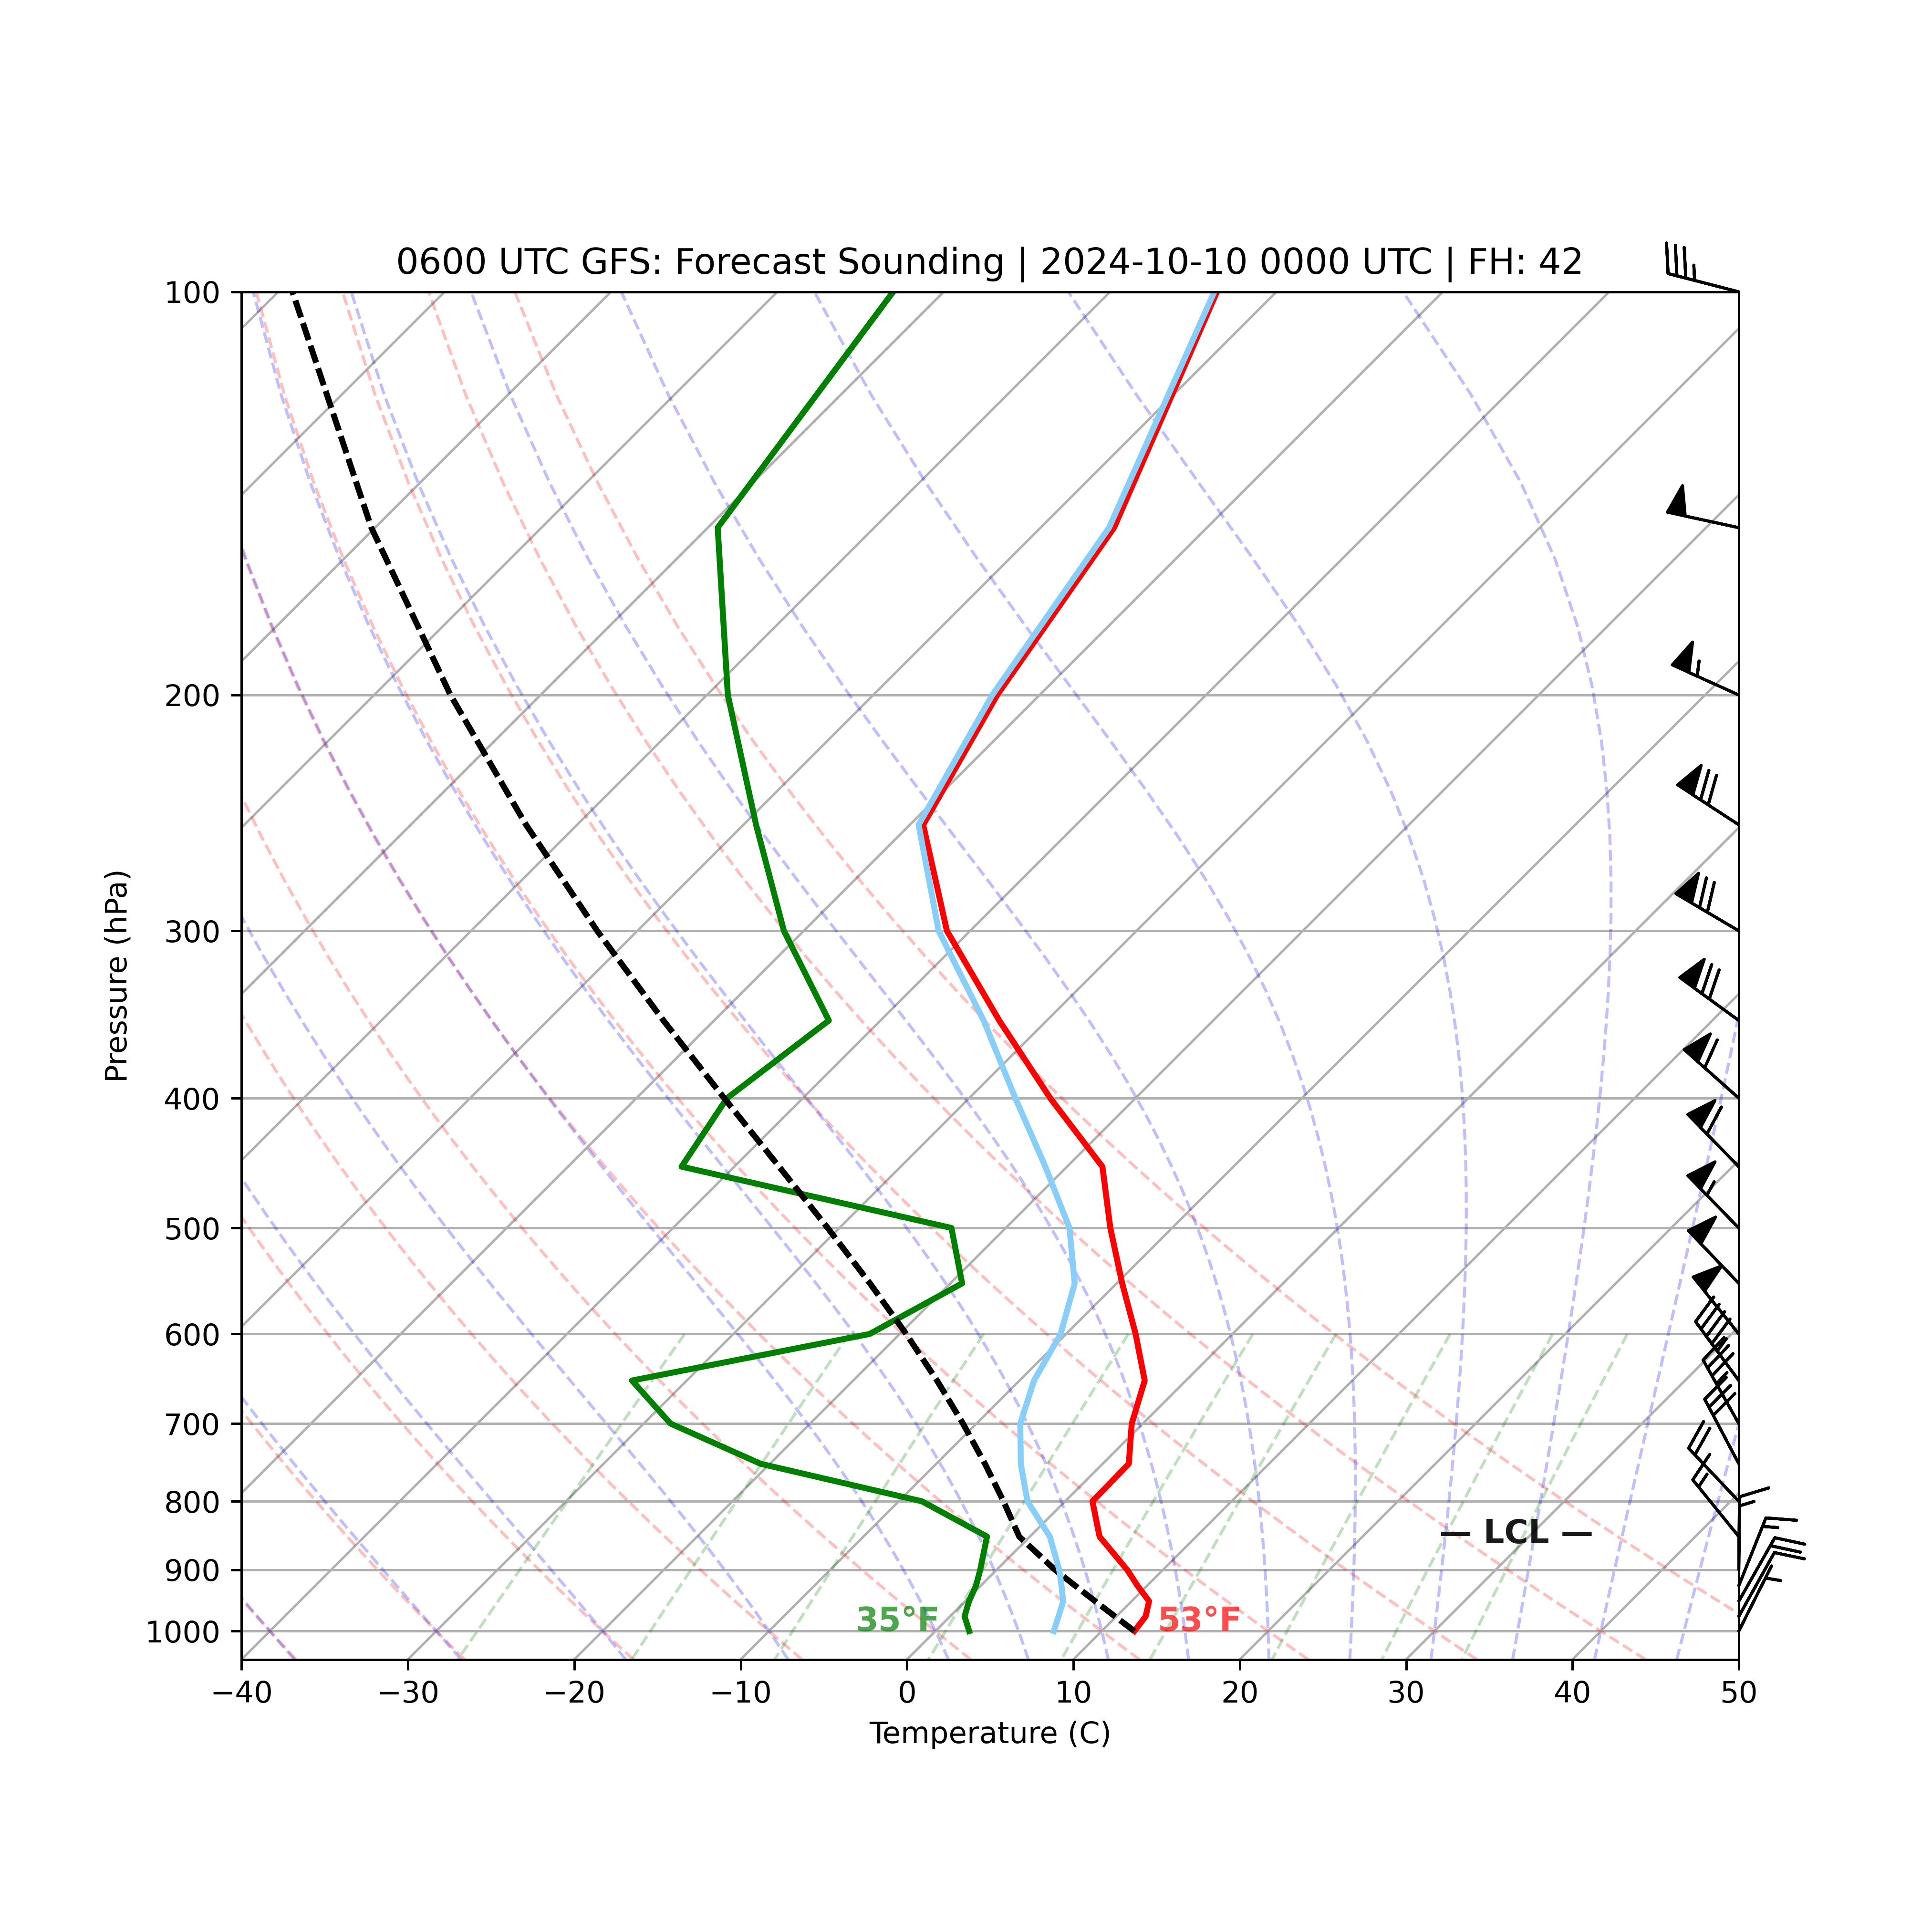 0600 UTC GFS: Forecast Sounding | 2024-10-10 0000 UTC | FH: 42
100
200
300
400
500
600
700
800
900
1000
Pressure (hPa)
— LCL —
35°F
53°F
−40 −30 −20 −10 0 10 20 30 40 50
Temperature (C)